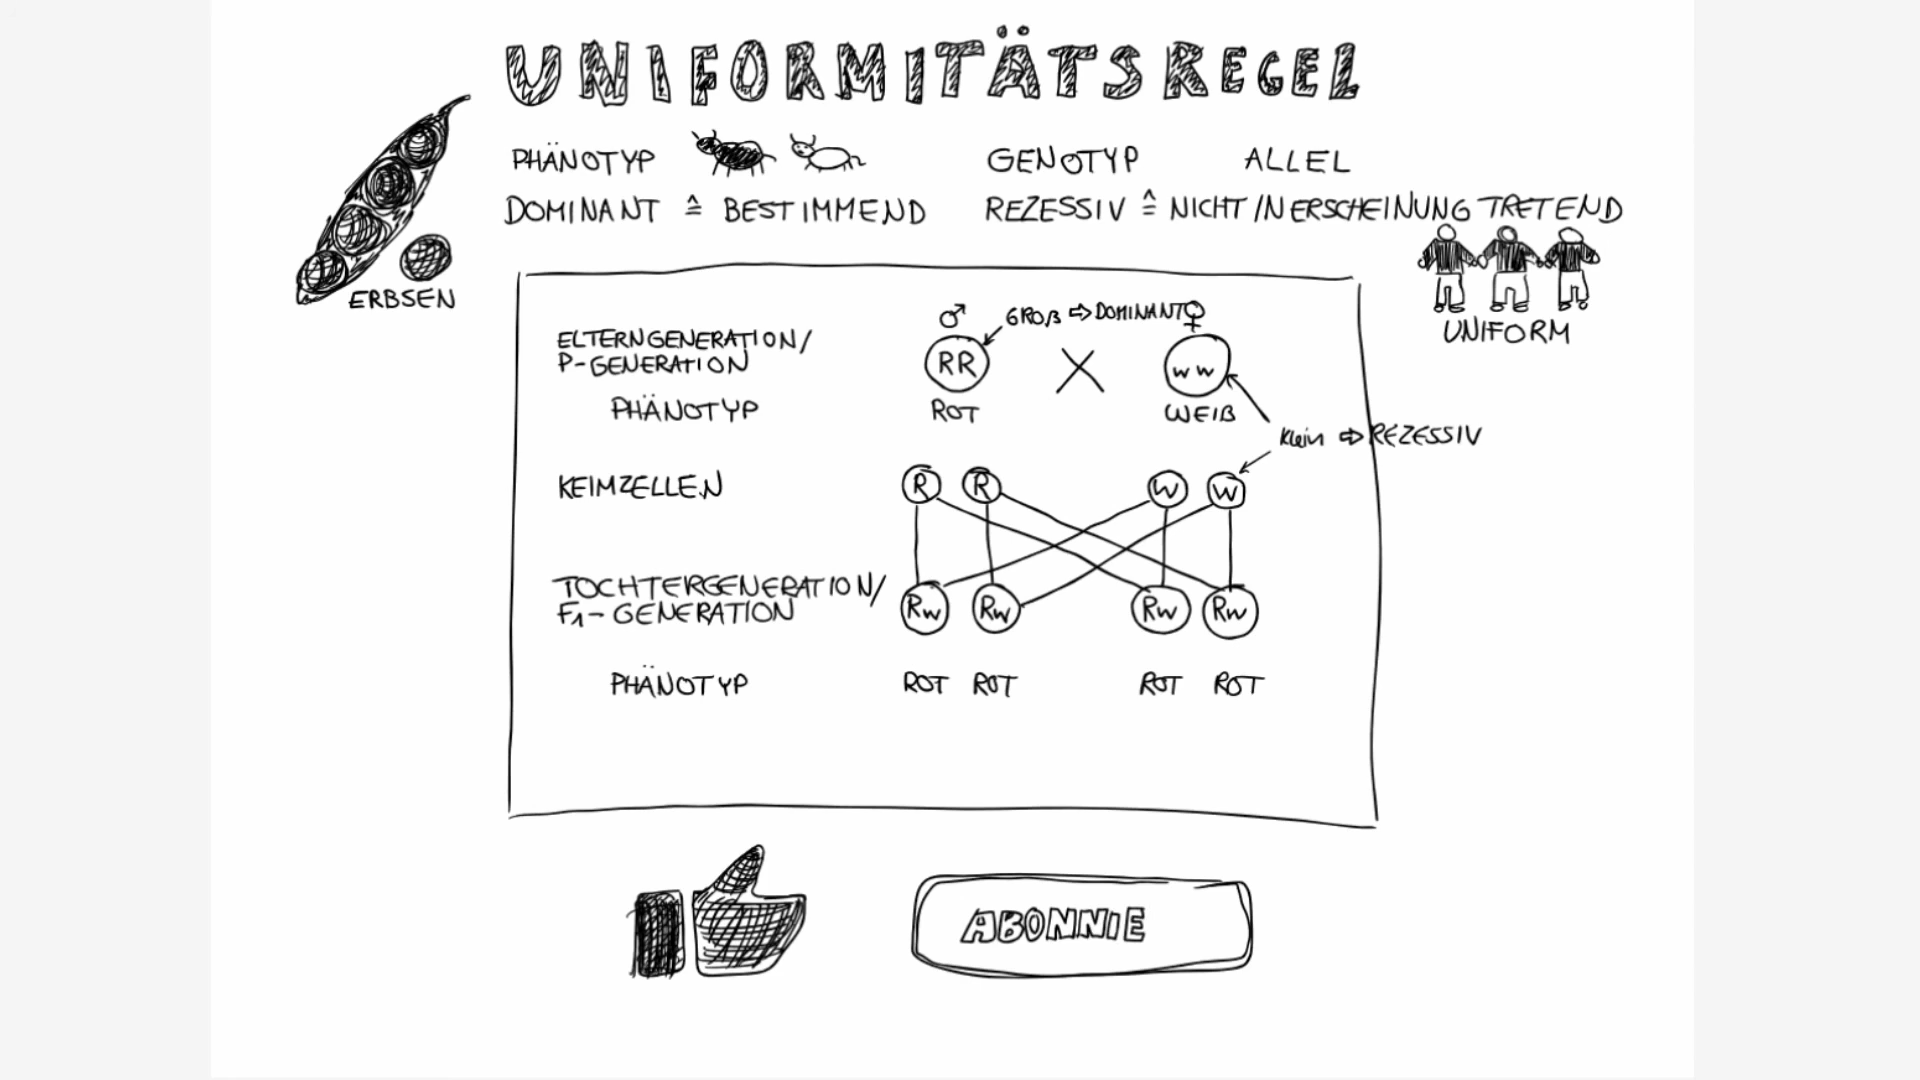 UNIFORMITÄTSREGEL
PHÄNOTYP GENOTYP ALLEL
DOMINANT ≙ BESTIMMEND REZESSIV ≙ NICHT IN ERSCHEINUNG TRETEND
ERBSEN
UNIFORM
♂ GROß ⇨ DOMINANT ♀
ELTERNGENERATION/
P-GENERATION RR X ww
PHÄNOTYP ROT WEIß
Klein ⇨ REZESSIV
KEIMZELLEN R R W W
TOCHTERGENERATION/
F1-GENERATION Rw Rw Rw Rw
PHÄNOTYP ROT ROT ROT ROT
ABONNIE